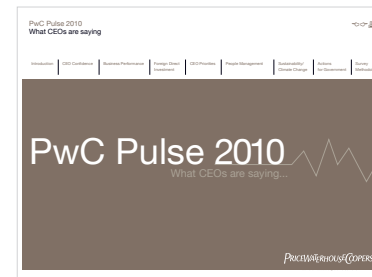 PwC Pulse 2010
What CEOs are saying
Introduction
CEO Confidence
Business Performance
Foreign Direct
Investment
CEO Priorities
People Management
Sustainability/
Climate Change
Actions
for Government
Survey
PwC Pulse 2010
What CEOs are saying...
PRICEWATERHOUSECOOPERS